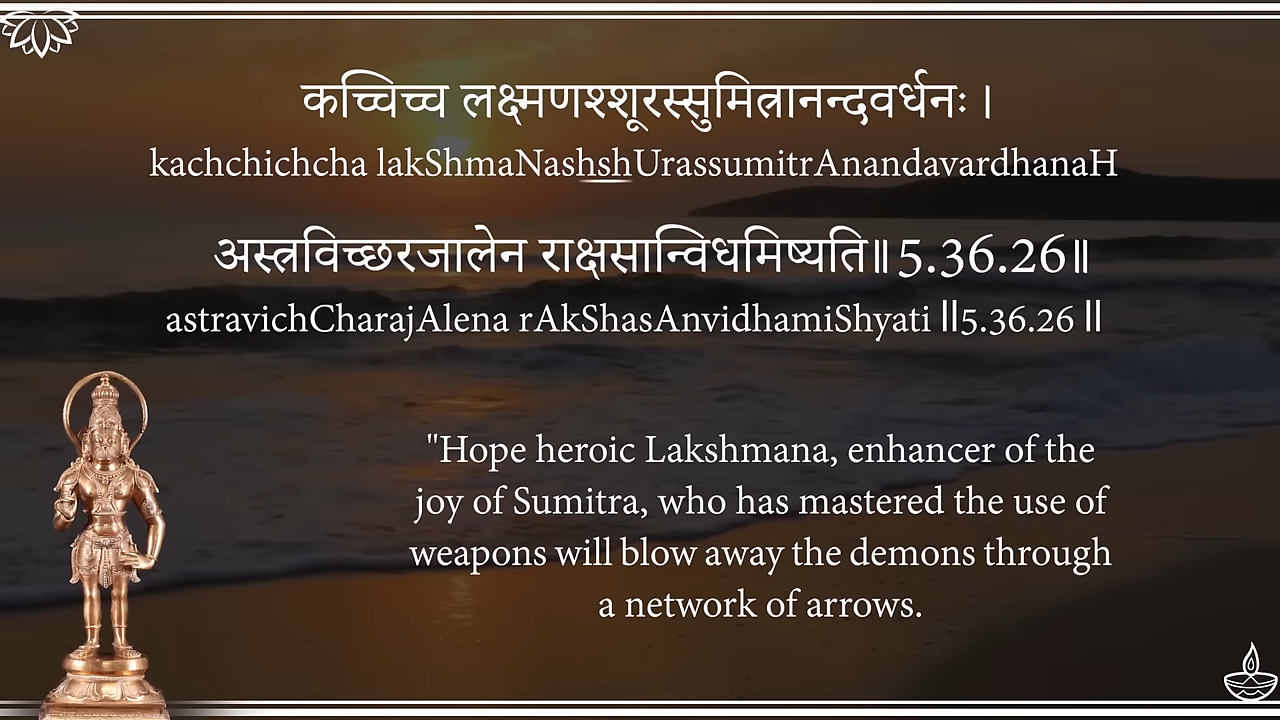 कच्चिच्च लक्ष्मणश्शूरस्सुमित्रानन्दवर्धनः ।
kachchichcha lakShmaNashshUrassumitrAnandavardhanaH
अस्त्रविच्छरजालेन राक्षसान्विधमिष्यति॥5.36.26॥
astravichCharajAlena rAkShasAnvidhamiShyati ॥5.36.26 ॥
"Hope heroic Lakshmana, enhancer of the
joy of Sumitra, who has mastered the use of
weapons will blow away the demons through
a network of arrows.